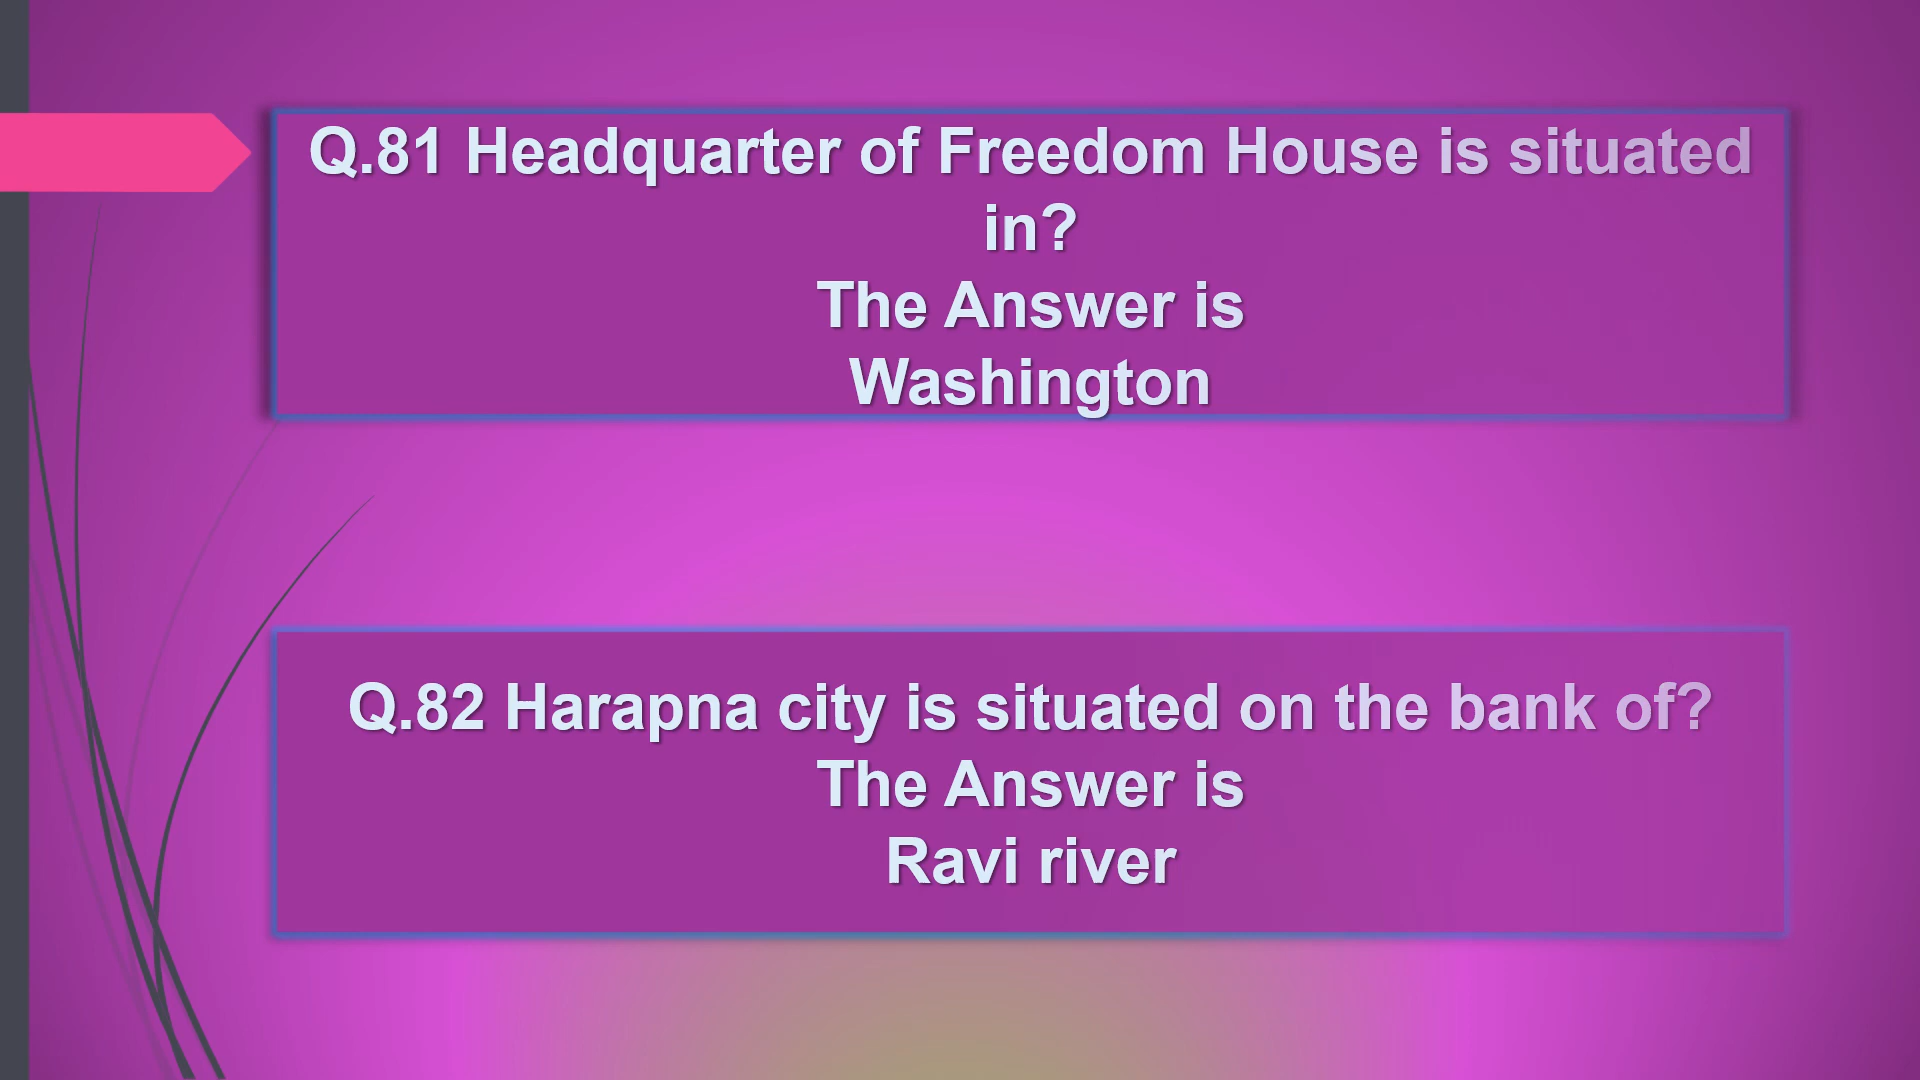 Q.81 Headquarter of Freedom House is situated
in?
The Answer is
Washington
Q.82 Harapna city is situated on the bank of?
The Answer is
Ravi river